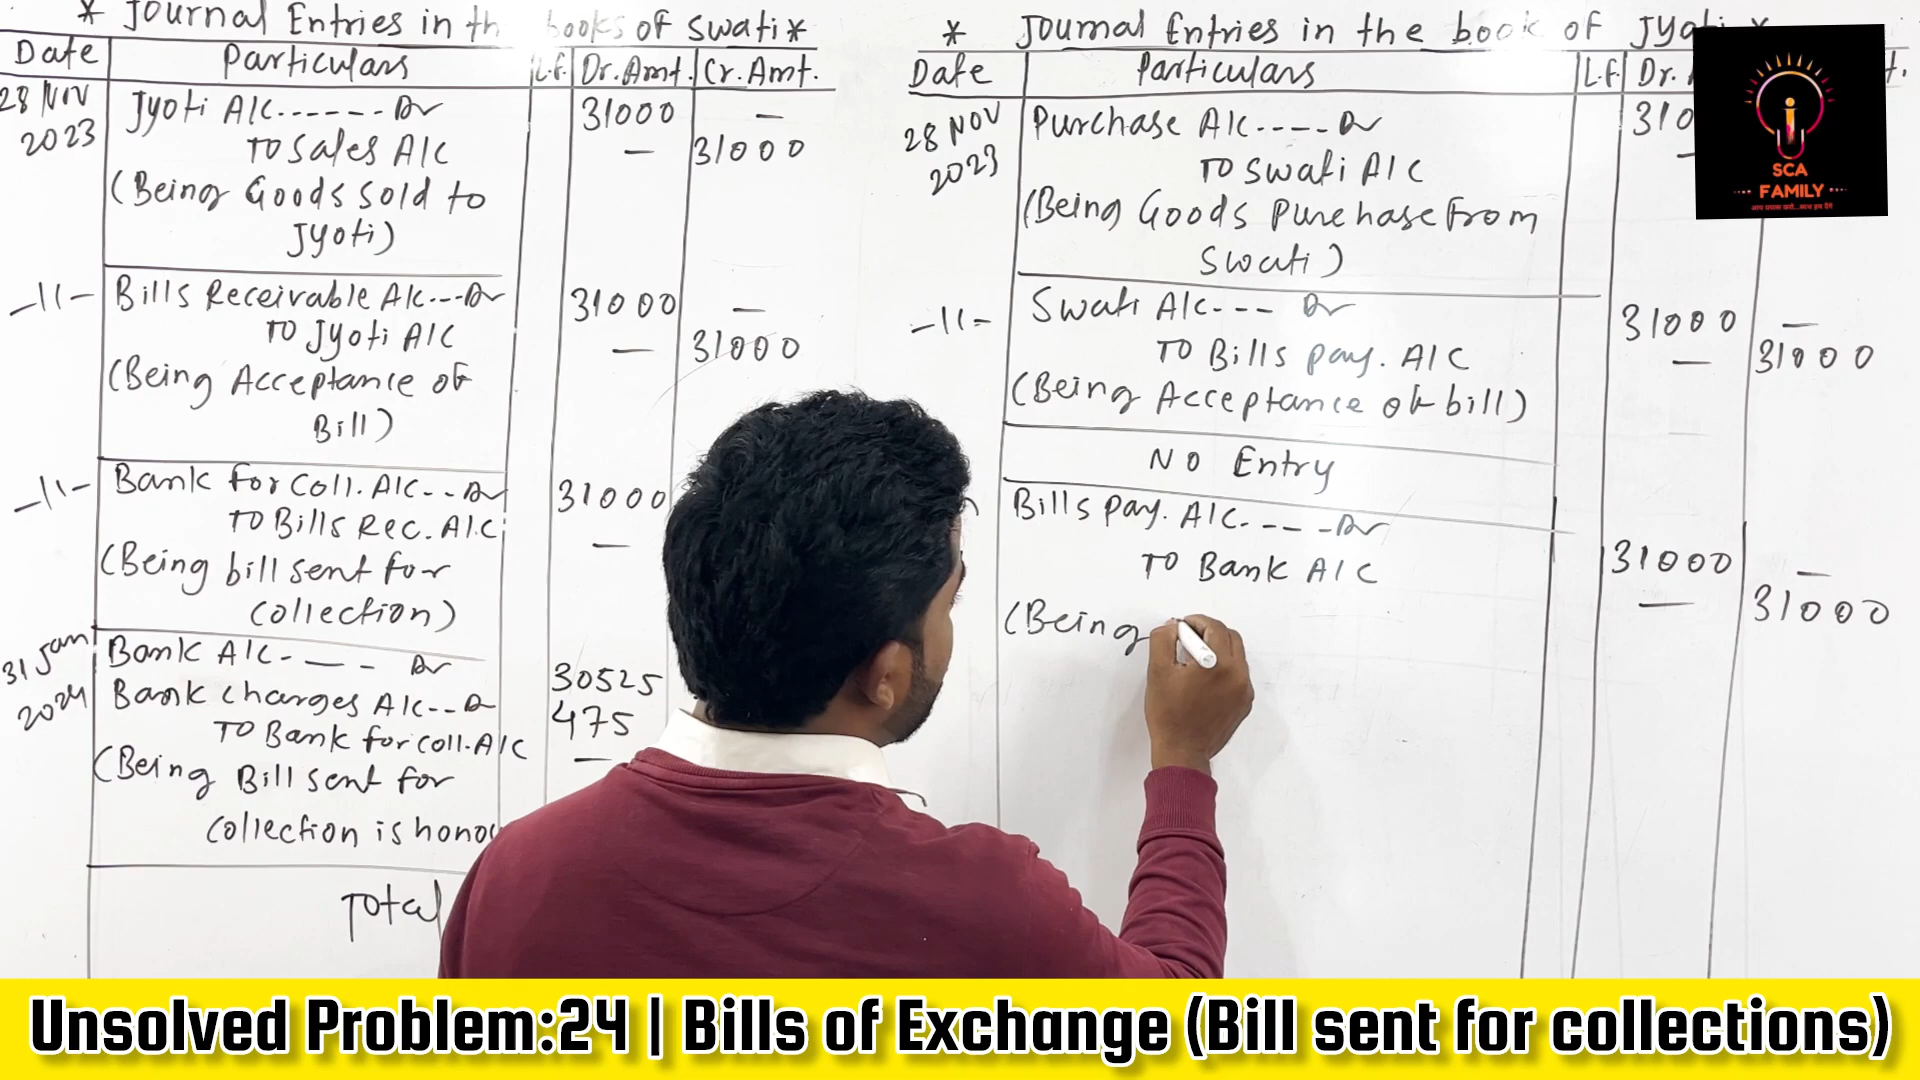 * Journal Entries in th books of Swati *
Date Particulars L.F. Dr. Amt. Cr. Amt.
28 Nov 2023 Jyoti A/C ------ Dr 31000 —
To Sales A/C — 31000
(Being Goods Sold to
Jyoti)
-11- Bills Receivable A/C --- Dr 31000 —
To Jyoti A/C — 31000
(Being Acceptance of
Bill)
-11- Bank for Coll. A/C -- Dr 31000
To Bills Rec. A/C —
(Being bill sent for
Collection)
31 Jan 2024 Bank A/C - — - Dr 30525
Bank charges A/C -- Dr 475
To Bank for Coll. A/C —
(Being Bill sent for
Collection is hono
Total
* Journal Entries in the book of Jyoti *
Date Particulars L.F. Dr. t.
28 Nov 2023 Purchase A/C ---- Dr 310
To Swati A/C —
(Being Goods Purchase From
Swati)
-11- Swati A/C --- Dr 31000 —
To Bills pay. A/C — 31000
(Being Acceptance of bill)
No Entry
Bills pay. A/C - -- - Dr 31000 —
To Bank A/C — 31000
(Being
SCA
FAMILY
Unsolved Problem:24 | Bills of Exchange (Bill sent for collections)